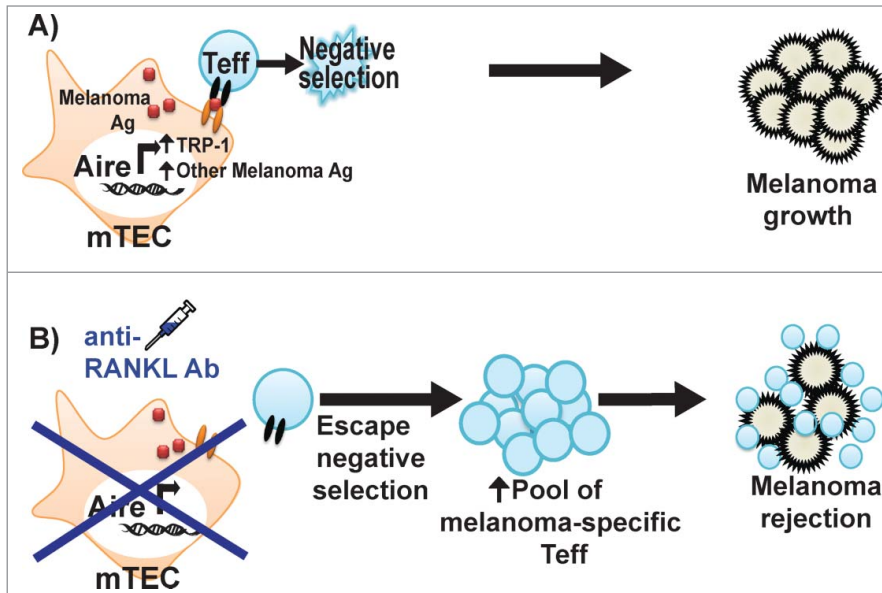 A)
Teff
Negative
selection
Melanoma
Ag
TRP-1
Aire
Other Melanoma Ag
mTEC
Melanoma
growth
B)
anti-
RANKL Ab
Escape
negative
selection
Aire
mTEC
Pool of
melanoma-specific
Teff
Melanoma
rejection